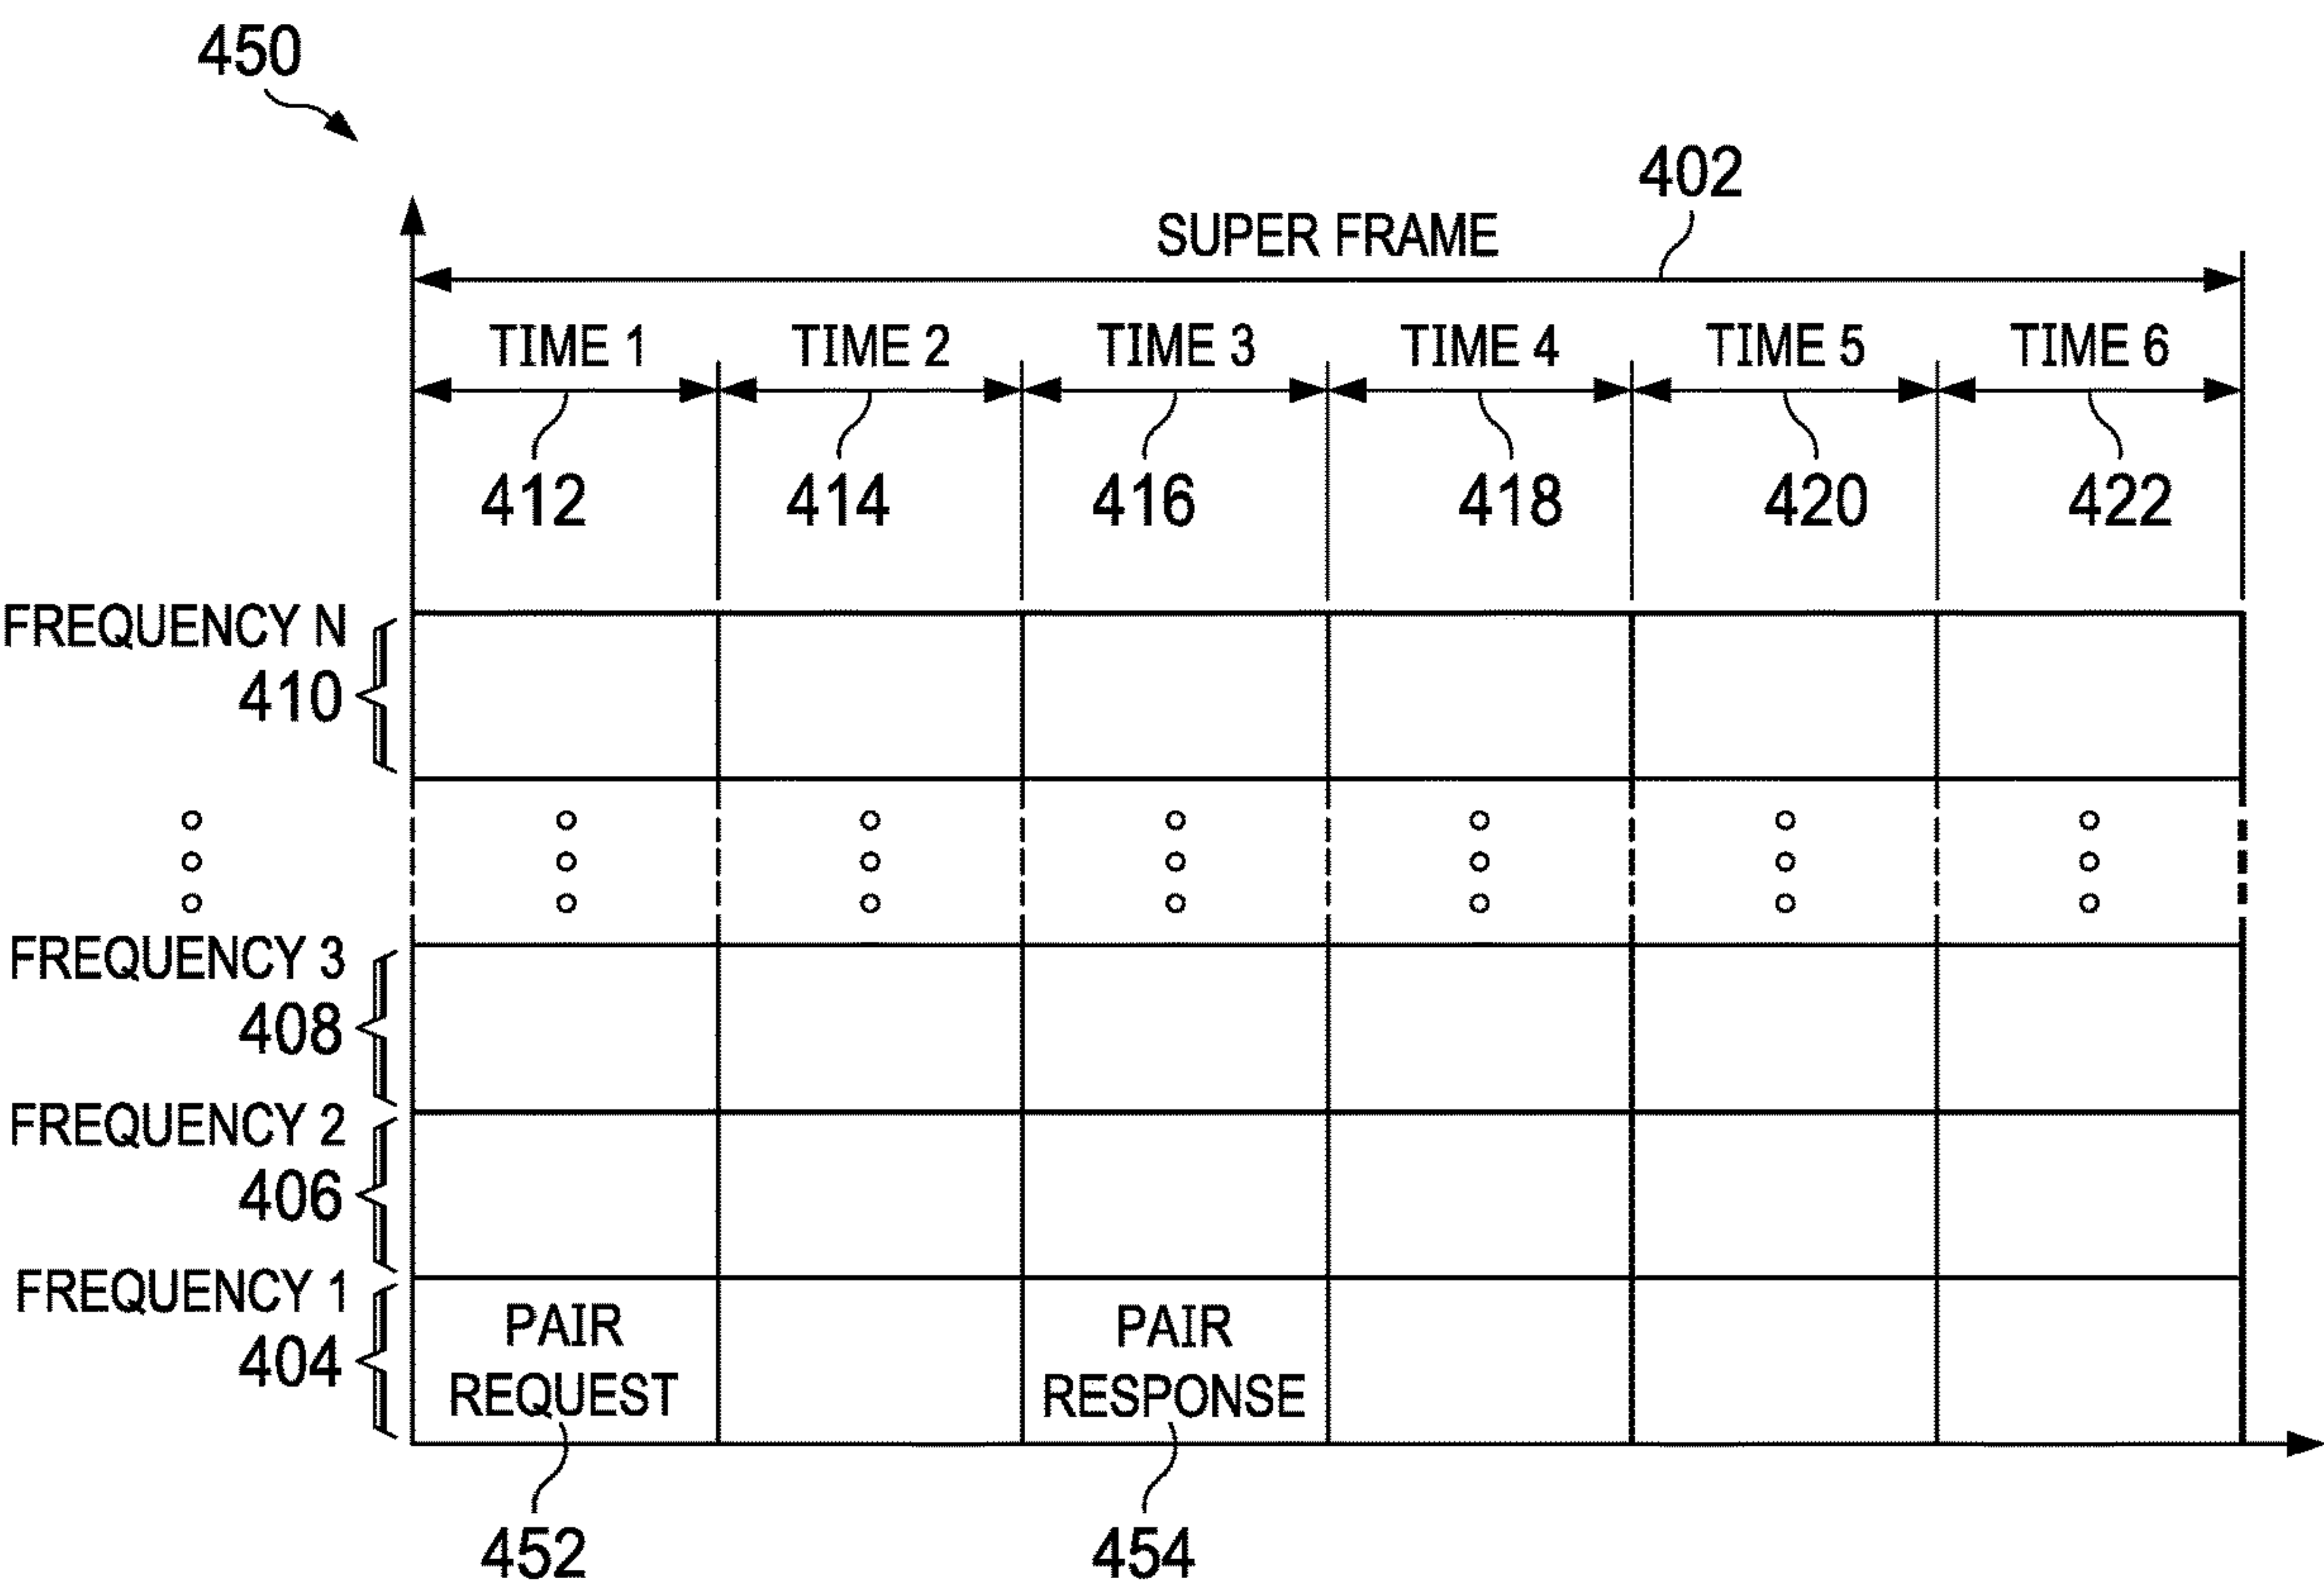 450
402
SUPER FRAME
TIME 1 TIME 2 TIME 3 TIME 4 TIME 5 TIME 6
412 414 416 418 420 422
FREQUENCY N
410
FREQUENCY 3
408
FREQUENCY 2
406
FREQUENCY 1
404
PAIR
REQUEST
PAIR
RESPONSE
452 454